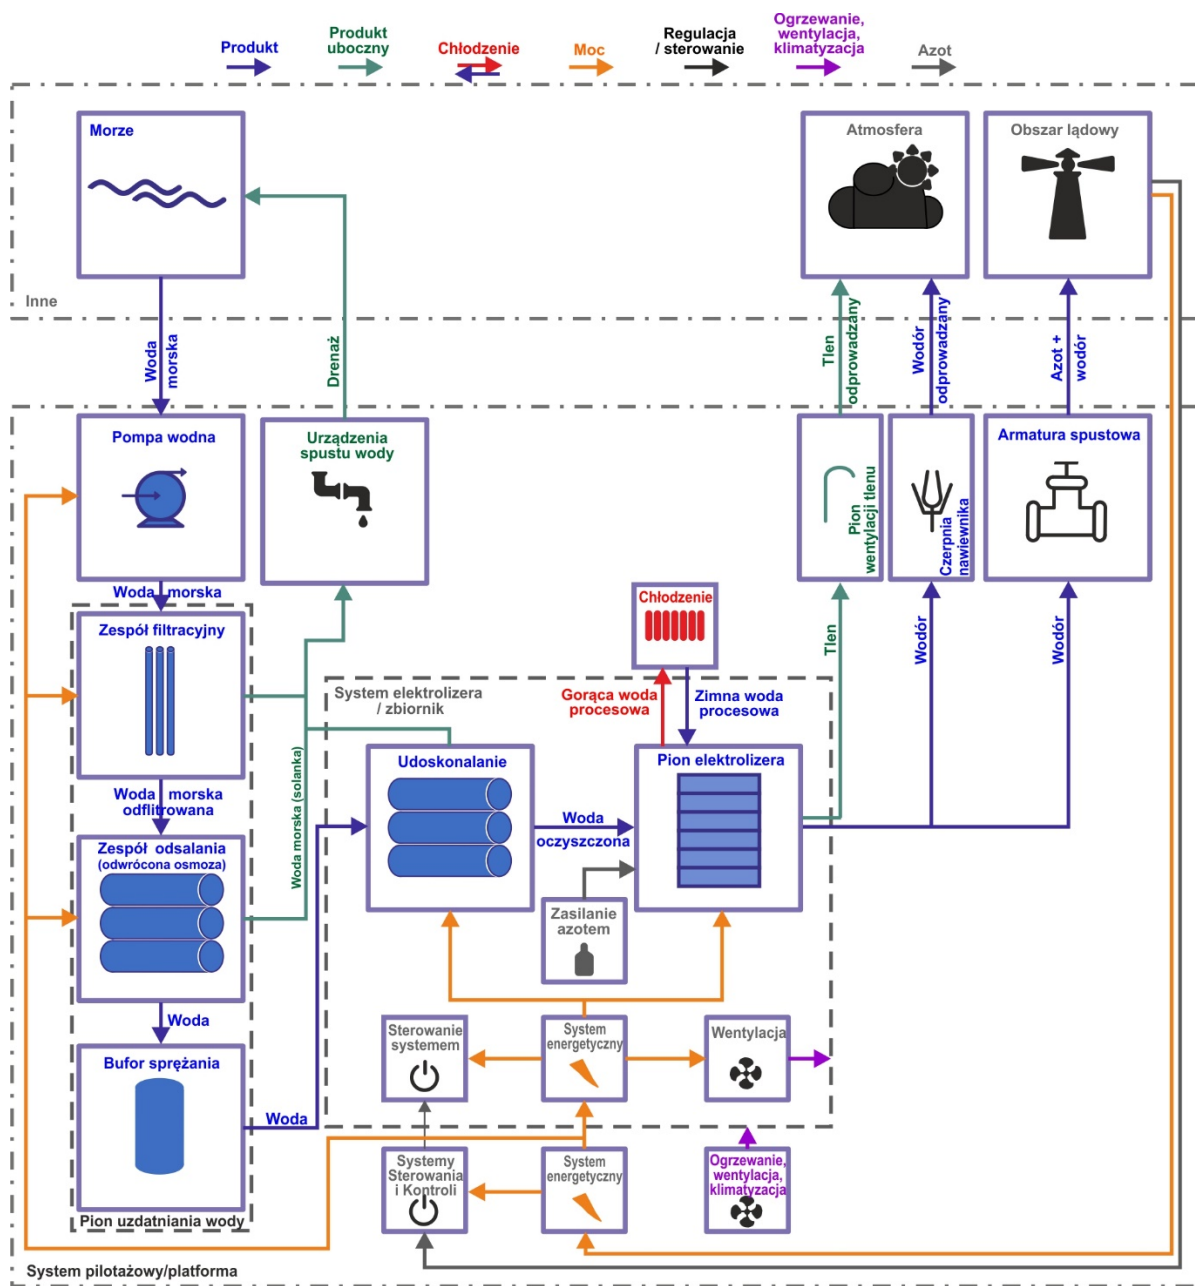 Produkt
Produkt
uboczny
Chłodzenie
Moc
Regulacja
/ sterowanie
Ogrzewanie,
wentylacja,
klimatyzacja
Azot
Morze
Atmosfera
Obszar lądowy
Inne
Woda morska
Drenaż
Tlen
odprowadzany
Wodór
odprowadzany
Azot +
wodór
Pompa wodna
Urządzenia
spustu wody
Pion
wentylacji tlenu
Czerpnia
nawiewnika
Armatura spustowa
Woda morska
Zespół filtracyjny
Chłodzenie
Tlen
Wodór
Wodór
System elektrolizera
/ zbiornik
Gorąca woda
procesowa
Zimna woda
procesowa
Woda morska
odflitrowana
Woda morska (solanka)
Udoskonalanie
Pion elektrolizera
Woda
oczyszczona
Zespół odsalania
(odwrócona osmoza)
Zasilanie
azotem
Woda
Bufor sprężania
Woda
Sterowanie
systemem
System
energetyczny
Wentylacja
Systemy
Sterowania
i Kontroli
System
energetyczny
Ogrzewanie,
wentylacja,
klimatyzacja
Pion uzdatniania wody
System pilotażowy/platforma